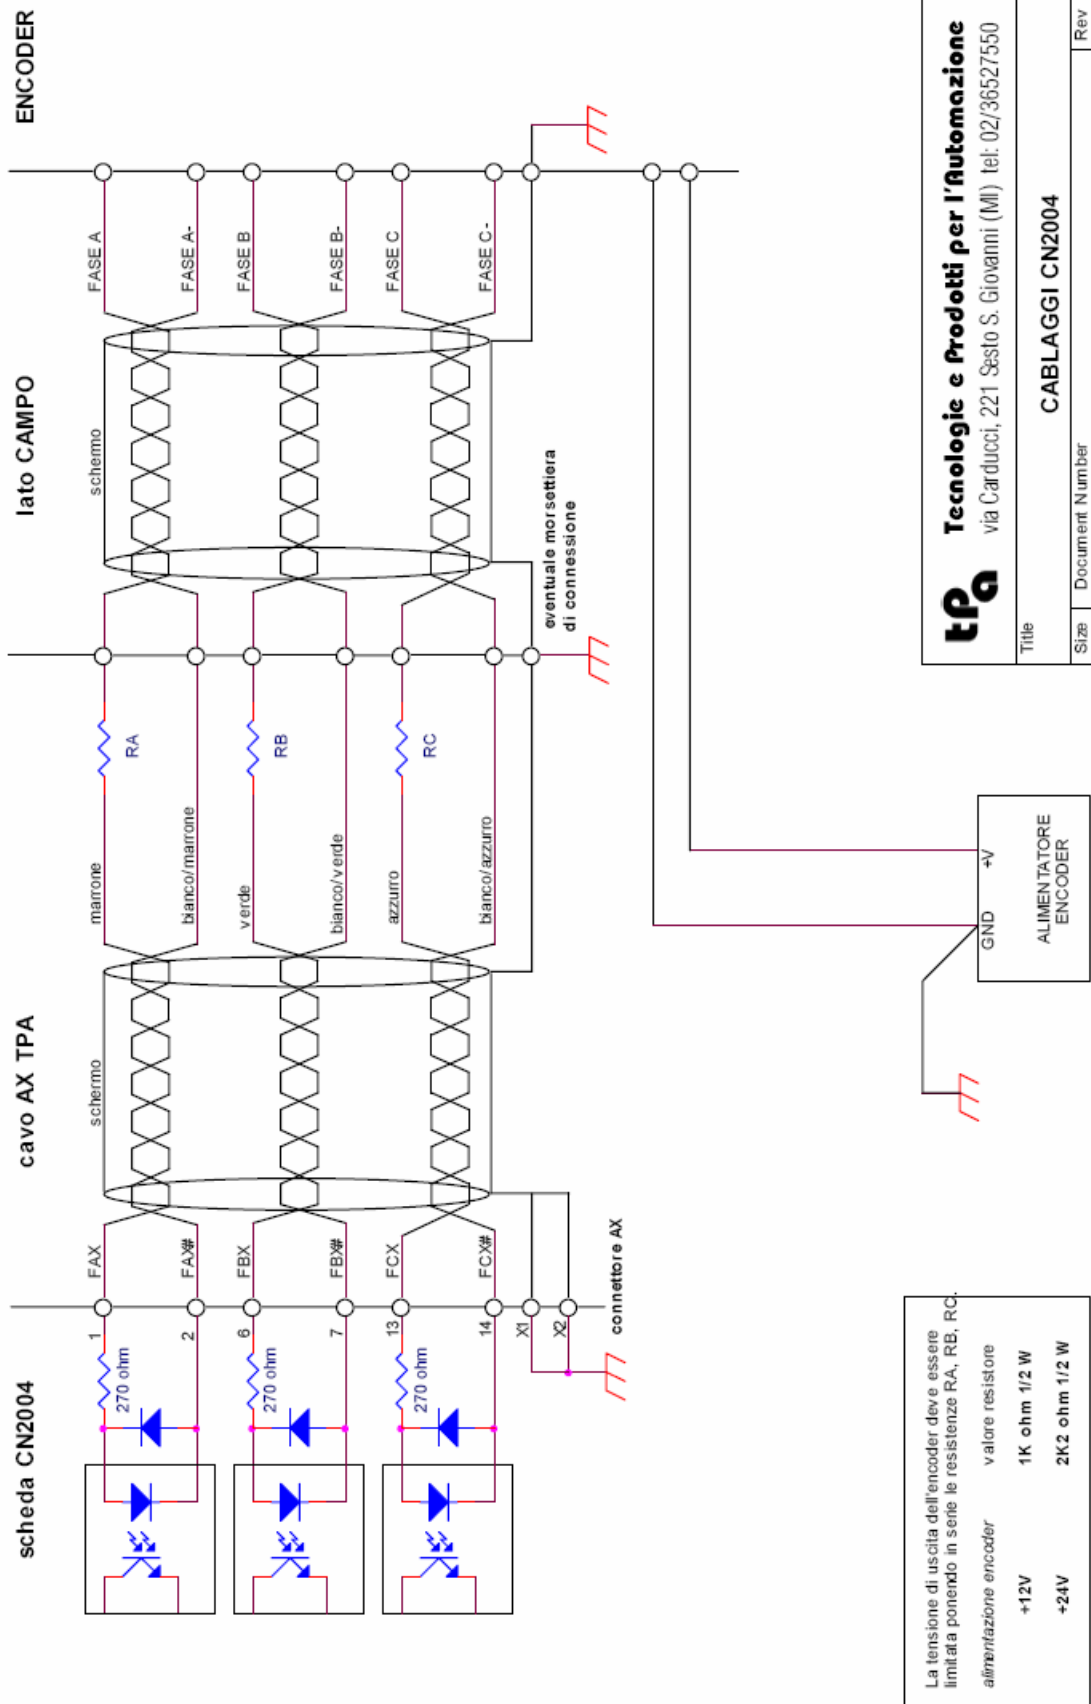 scheda CN2004
cavo AX TPA
lato CAMPO
ENCODER
270 ohm
1
FAX
schermo
marrone
RA
schermo
FASE A
2
FAX#
bianco/marrone
FASE A-
270 ohm
6
FBX
verde
RB
FASE B
7
FBX#
bianco/verde
FASE B-
270 ohm
13
FCX
azzurro
RC
FASE C
14
FCX#
bianco/azzurro
FASE C-
X1
X2
connettore AX
eventuale morsettiera
di connessione
GND
+V
ALIMENTATORE
ENCODER
La tensione di uscita dell'encoder deve essere
limitata ponendo in serie le resistenze RA, RB, RC.
alimentazione encoder valore resistore
+12V 1K ohm 1/2 W
+24V 2K2 ohm 1/2 W
tpa Tecnologie e Prodotti per l'Automazione
via Carducci, 221 Sesto S. Giovanni (MI) tel: 02/36527550
Title
CABLAGGI CN2004
Size Document Number Rev